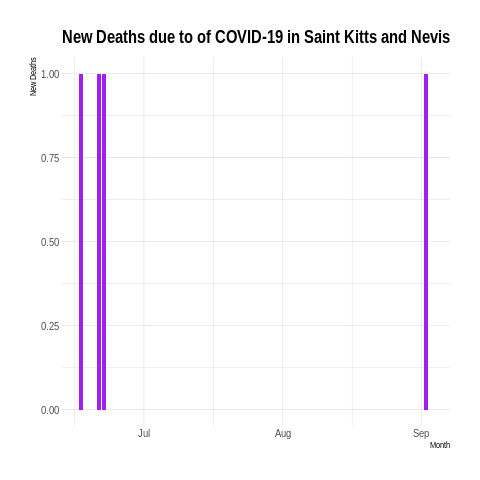 New Deaths due to of COVID-19 in Saint Kitts and Nevis
New Deaths
1.00
0.75
0.50
0.25
0.00
Jul
Aug
Sep
Month